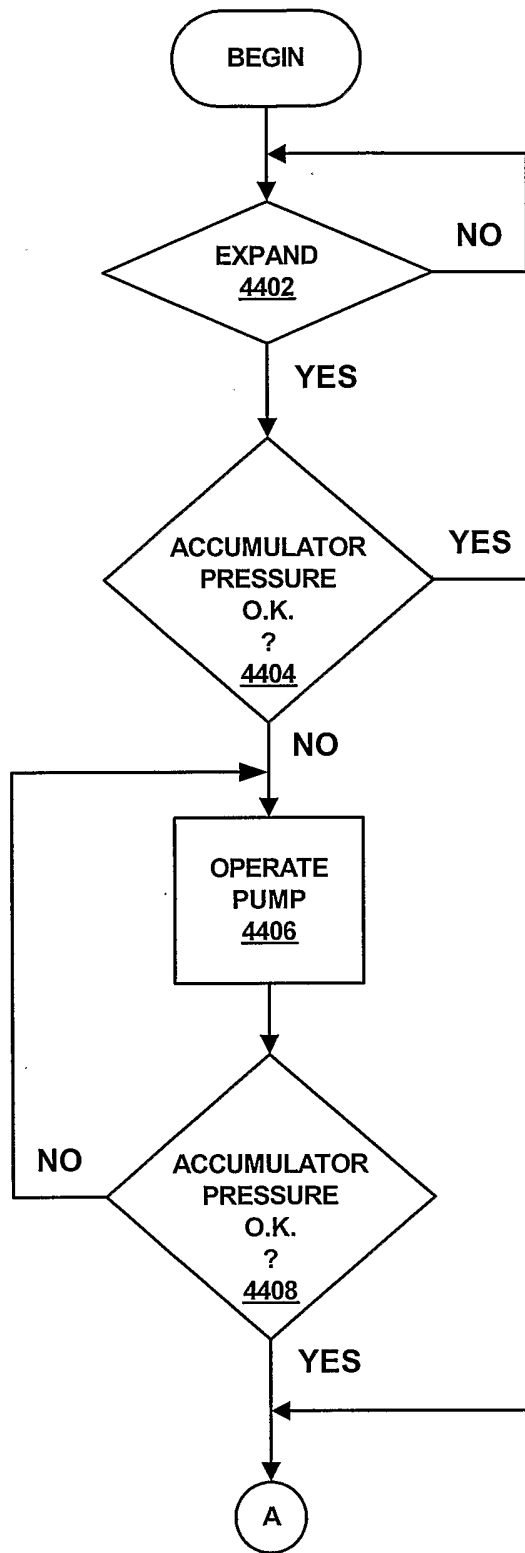 BEGIN
NO
EXPAND
4402
YES
ACCUMULATOR
PRESSURE
O.K.
?
4404
YES
NO
OPERATE
PUMP
4406
NO
ACCUMULATOR
PRESSURE
O.K.
?
4408
YES
A